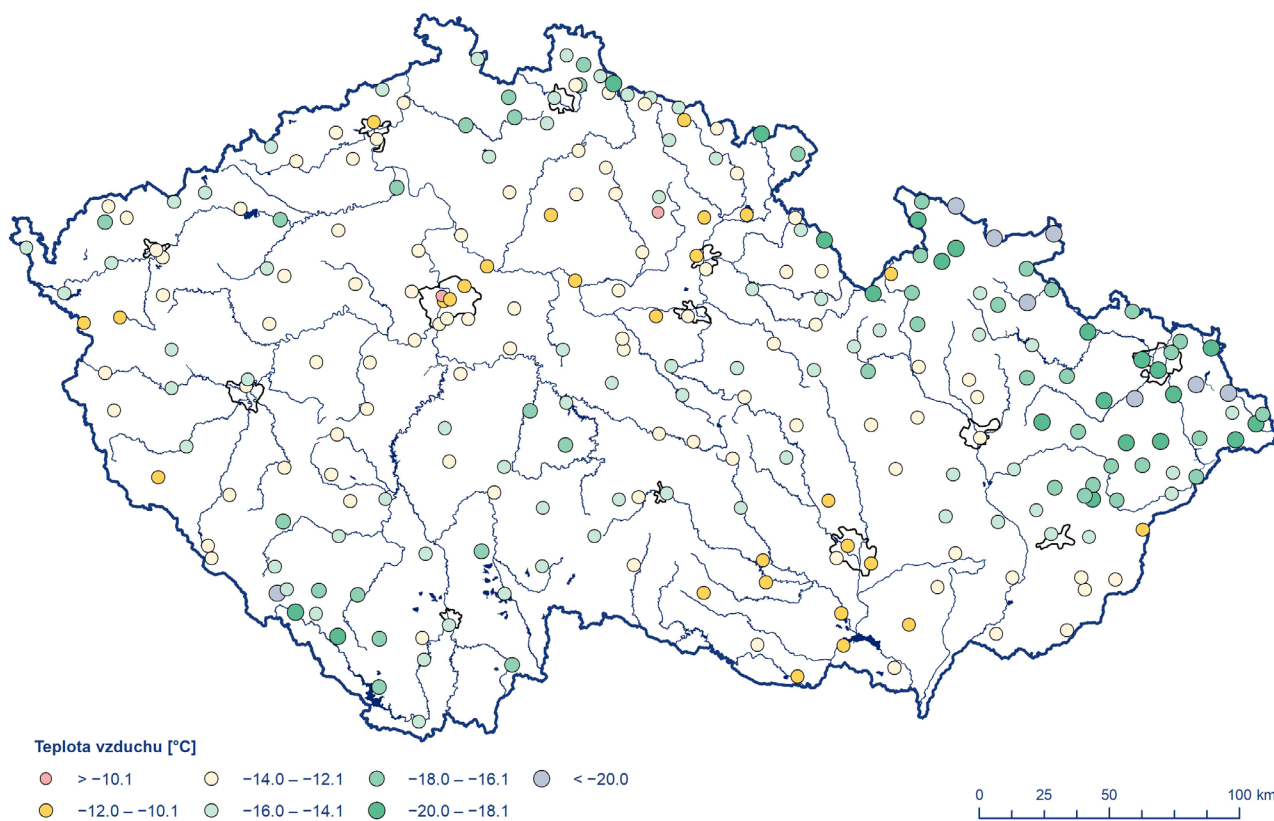 Teplota vzduchu [°C]
> −10.1 −14.0 – −12.1 −18.0 – −16.1 < −20.0
−12.0 – −10.1 −16.0 – −14.1 −20.0 – −18.1
0 25 50 100 km